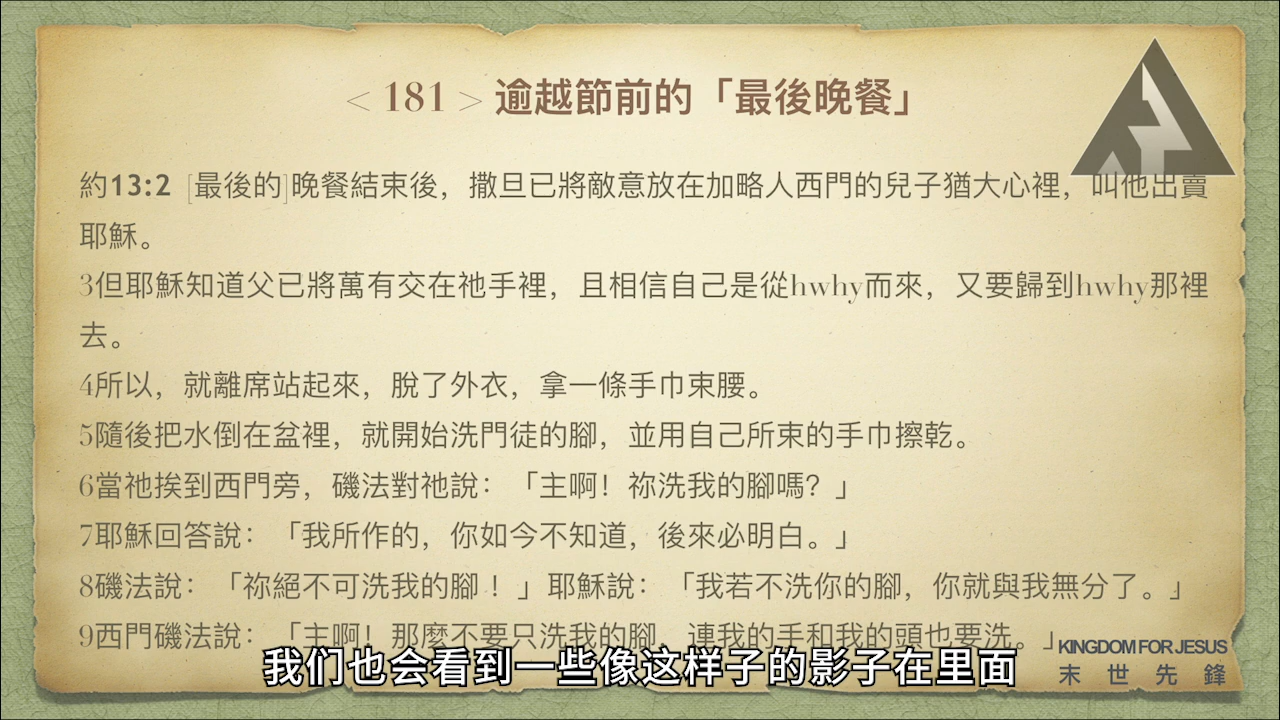 < 181 > 逾越節前的「最後晚餐」
約13:2 [最後的]晚餐結束後，撒旦已將敵意放在加略人西門的兒子猶大心裡，叫他出賣
耶穌。
3但耶穌知道父已將萬有交在祂手裡，且相信自己是從hwhy而來，又要歸到hwhy那裡
去。
4所以，就離席站起來，脫了外衣，拿一條手巾束腰。
5隨後把水倒在盆裡，就開始洗門徒的腳，並用自己所束的手巾擦乾。
6當祂挨到西門旁，磯法對祂說：「主啊！祢洗我的腳嗎？」
7耶穌回答說：「我所作的，你如今不知道，後來必明白。」
8磯法說：「祢絕不可洗我的腳！」耶穌說：「我若不洗你的腳，你就與我無分了。」
9西門磯法說：「主啊！那麼不要只洗我的腳，連我的手和我的頭也要洗。」
我们也会看到一些像这样子的影子在里面
KINGDOM FOR JESUS
末世先鋒